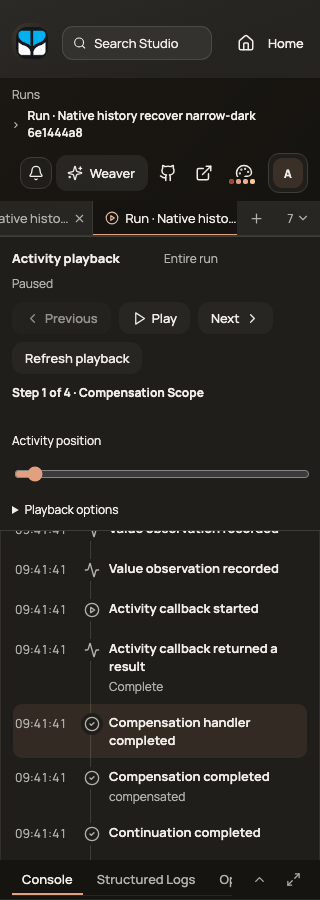 Search Studio
Home
Runs
Run · Native history recover narrow-dark
6e1444a8
Weaver
A
ative histo...
Run · Native histo...
7
Activity playback
Entire run
Paused
Previous
Play
Next
Refresh playback
Step 1 of 4 · Compensation Scope
Activity position
Playback options
09:41:41
Value observation recorded
09:41:41
Value observation recorded
09:41:41
Activity callback started
09:41:41
Activity callback returned a
result
Complete
09:41:41
Compensation handler
completed
09:41:41
Compensation completed
compensated
09:41:41
Continuation completed
Console
Structured Logs